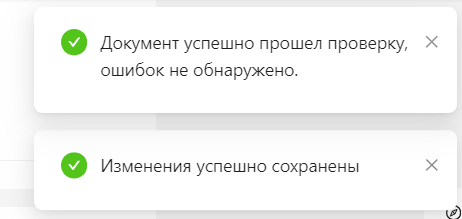 Документ успешно прошел проверку,
ошибок не обнаружено.
Изменения успешно сохранены